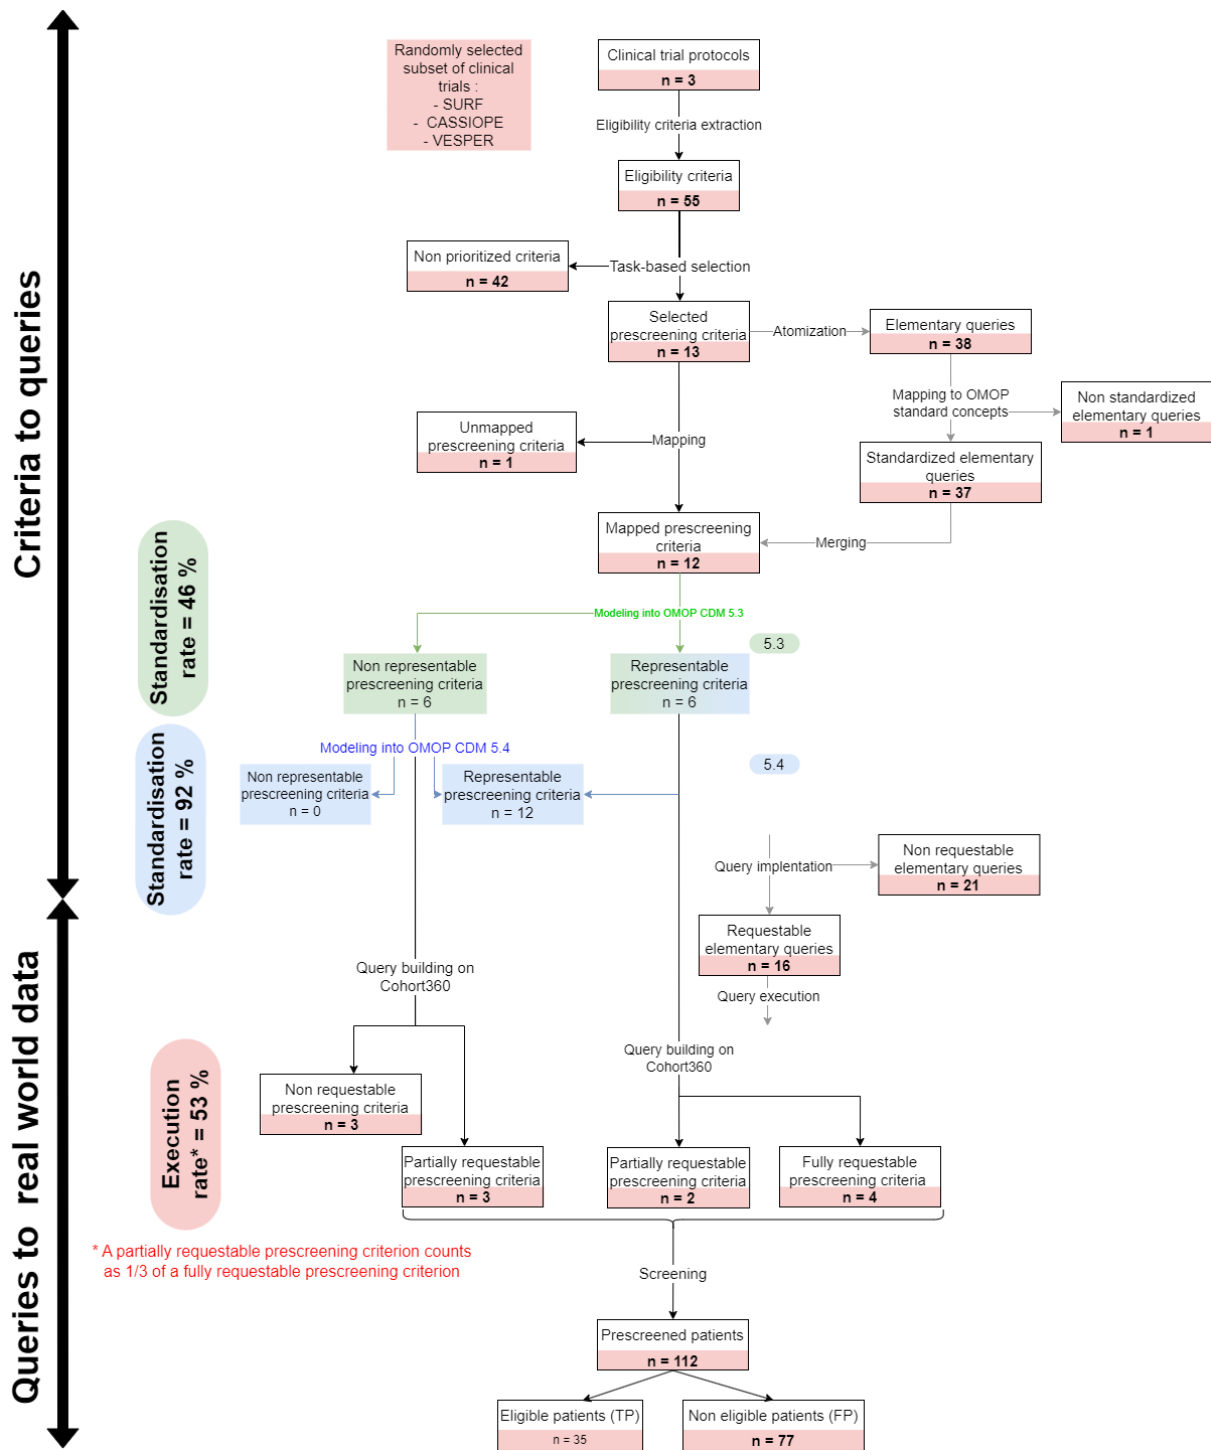 Randomly selected
subset of clinical
trials :
- SURF
- CASSIOPE
- VESPER
Clinical trial protocols
n = 3
Eligibility criteria extraction
Eligibility criteria
n = 55
Non prioritized criteria
n = 42
Task-based selection
Selected
prescreening criteria
n = 13
Atomization
Elementary queries
n = 38
Mapping to OMOP
standard concepts
Non standardized
elementary queries
n = 1
Unmapped
prescreening criteria
n = 1
Mapping
Standardized elementary
queries
n = 37
Mapped prescreening
criteria
n = 12
Merging
Criteria to queries
Standardisation
rate = 46 %
Modeling into OMOP CDM 5.3
5.3
Non representable
prescreening criteria
n = 6
Representable
prescreening criteria
n = 6
Standardisation
rate = 92 %
Modeling into OMOP CDM 5.4
5.4
Non representable
prescreening criteria
n = 0
Representable
prescreening criteria
n = 12
Query implentation
Non requestable
elementary queries
n = 21
Requestable
elementary queries
n = 16
Query execution
Queries to real world data
Query building on
Cohort360
Query building on
Cohort360
Execution
rate* = 53 %
Non requestable
prescreening criteria
n = 3
Partially requestable
prescreening criteria
n = 3
Partially requestable
prescreening criteria
n = 2
Fully requestable
prescreening criteria
n = 4
* A partially requestable prescreening criterion counts
as 1/3 of a fully requestable prescreening criterion
Screening
Prescreened patients
n = 112
Eligible patients (TP)
n = 35
Non eligible patients (FP)
n = 77